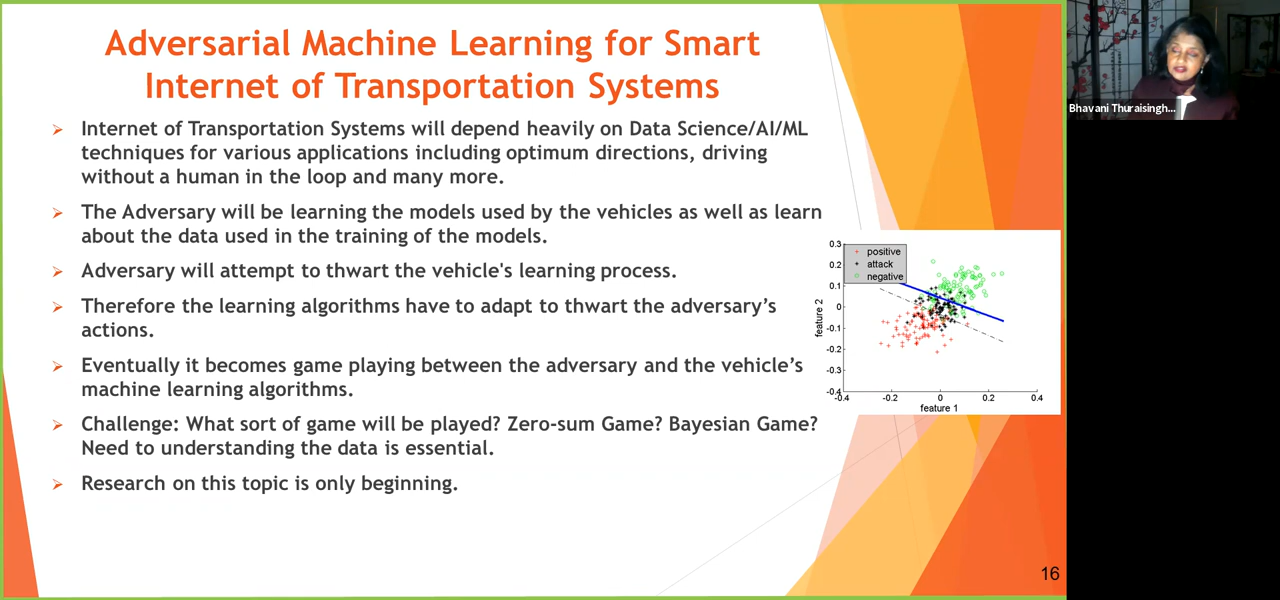 Adversarial Machine Learning for Smart
Internet of Transportation Systems
Internet of Transportation Systems will depend heavily on Data Science/AI/ML
techniques for various applications including optimum directions, driving
without a human in the loop and many more.
The Adversary will be learning the models used by the vehicles as well as learn
about the data used in the training of the models.
Adversary will attempt to thwart the vehicle's learning process.
Therefore the learning algorithms have to adapt to thwart the adversary's
actions.
Eventually it becomes game playing between the adversary and the vehicle's
machine learning algorithms.
Challenge: What sort of game will be played? Zero-sum Game? Bayesian Game?
Need to understanding the data is essential.
Research on this topic is only beginning.
positive
attack
negative
0.3
0.2
0.1
0
-0.1
-0.2
-0.3
-0.4
-0.4
-0.2
0
0.2
0.4
feature 2
feature 1
16
Bhavani Thuraisingh...